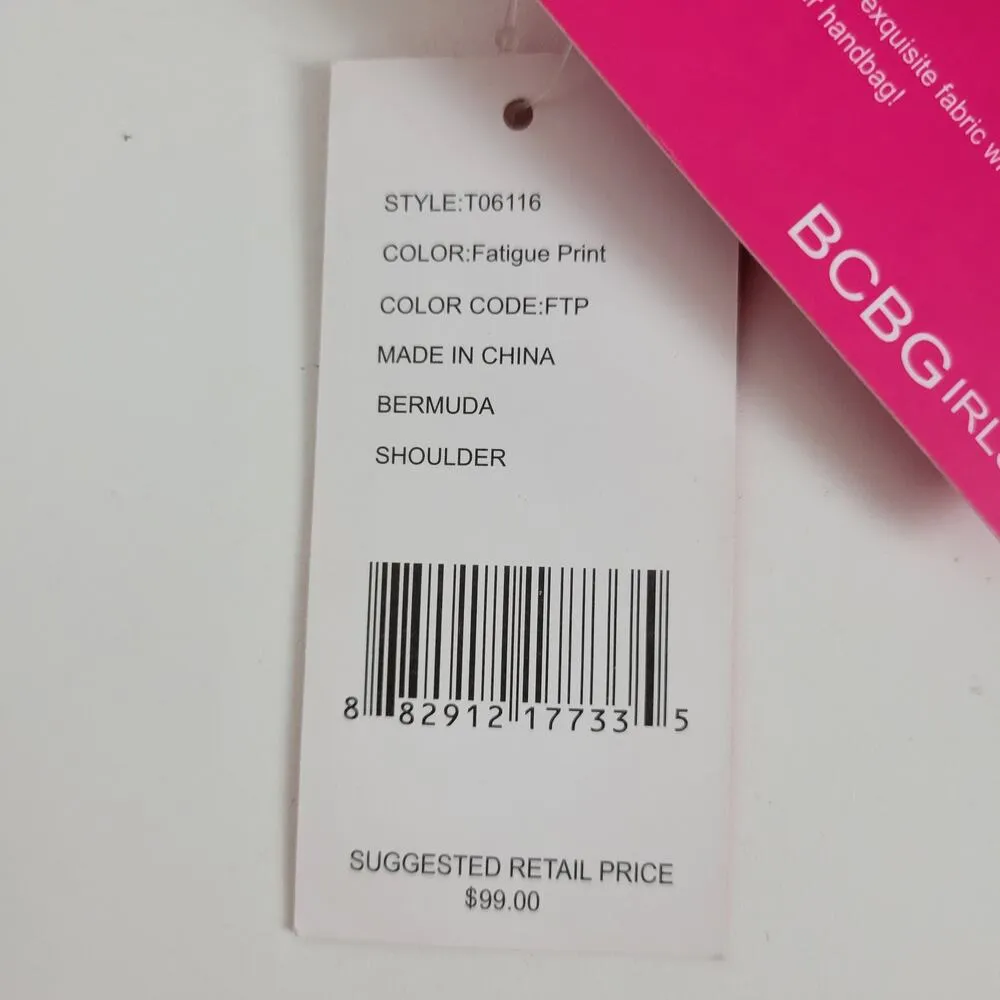 exquisite fabric
handbag!
BCBGIRLS
STYLE:T06116
COLOR:Fatigue Print
COLOR CODE:FTP
MADE IN CHINA
BERMUDA
SHOULDER
8 82912 17733 5
SUGGESTED RETAIL PRICE
$99.00